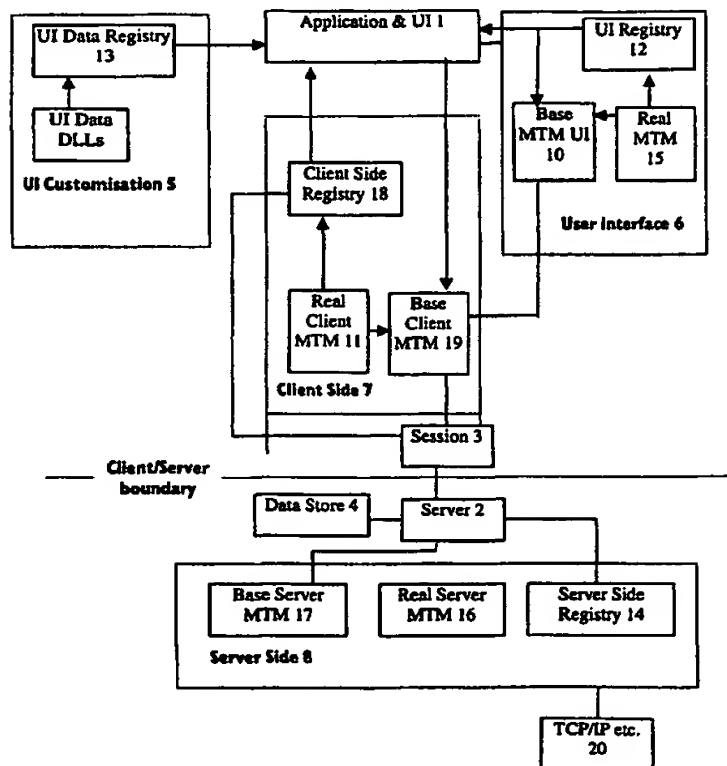 UI Data Registry
13
UI Data
DLLs
UI Customisation 5
Application & UI 1
UI Registry
12
Base
MTM UI
10
Real
MTM
15
User Interface 6
Client Side
Registry 18
Real
Client
MTM 11
Base
Client
MTM 19
Client Side 7
Session 3
Client/Server
boundary
Data Store 4
Server 2
Base Server
MTM 17
Real Server
MTM 16
Server Side
Registry 14
Server Side 8
TCP/IP etc.
20